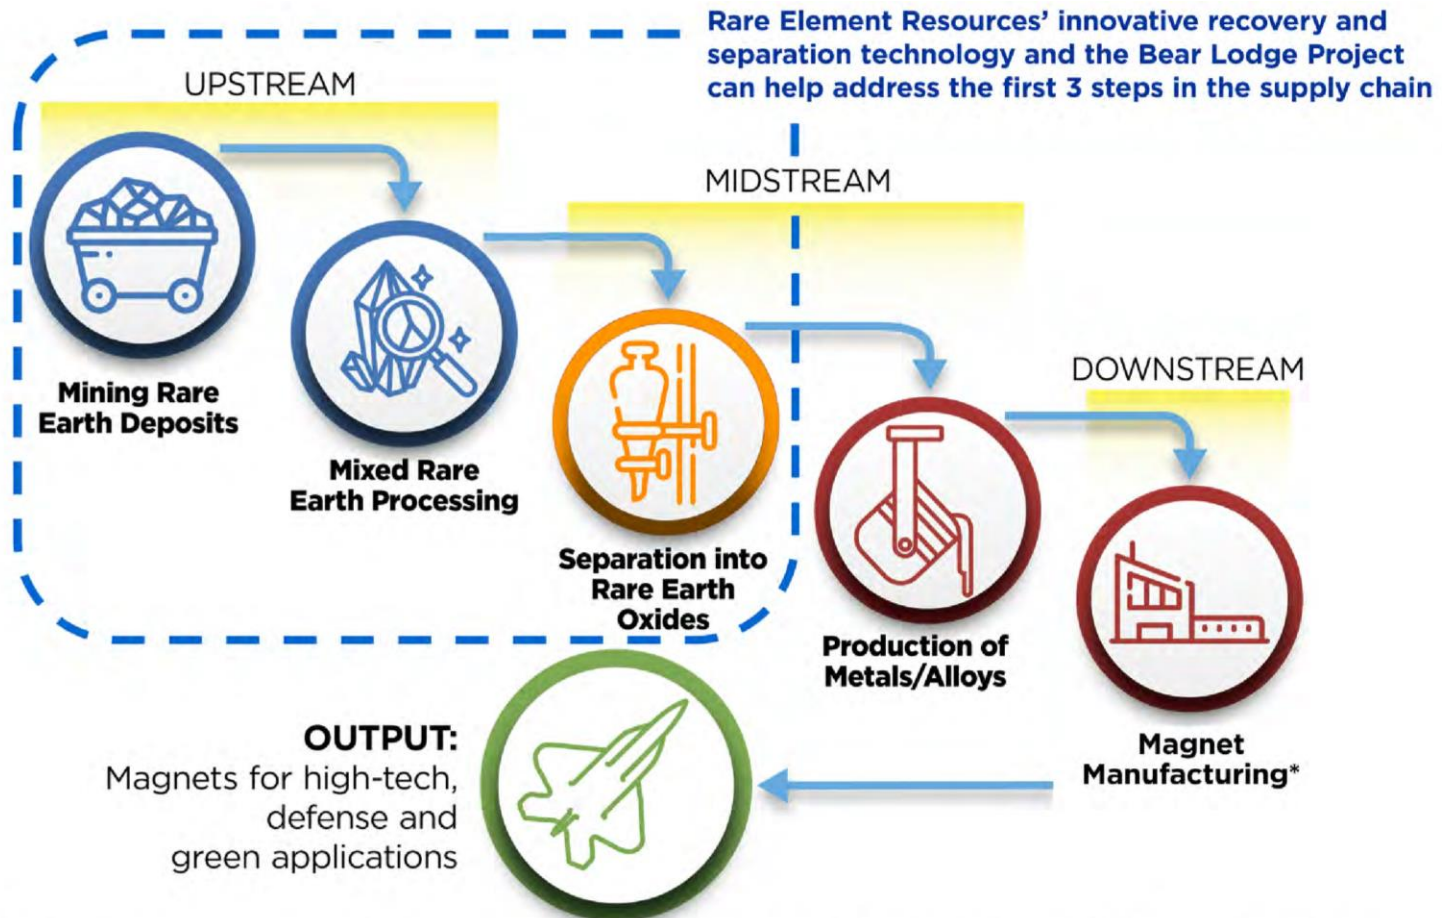 Rare Element Resources’ innovative recovery and
separation technology and the Bear Lodge Project
can help address the first 3 steps in the supply chain
UPSTREAM
MIDSTREAM
DOWNSTREAM
Mining Rare
Earth Deposits
Mixed Rare
Earth Processing
Separation into
Rare Earth
Oxides
Production of
Metals/Alloys
Magnet
Manufacturing*
OUTPUT:
Magnets for high-tech,
defense and
green applications